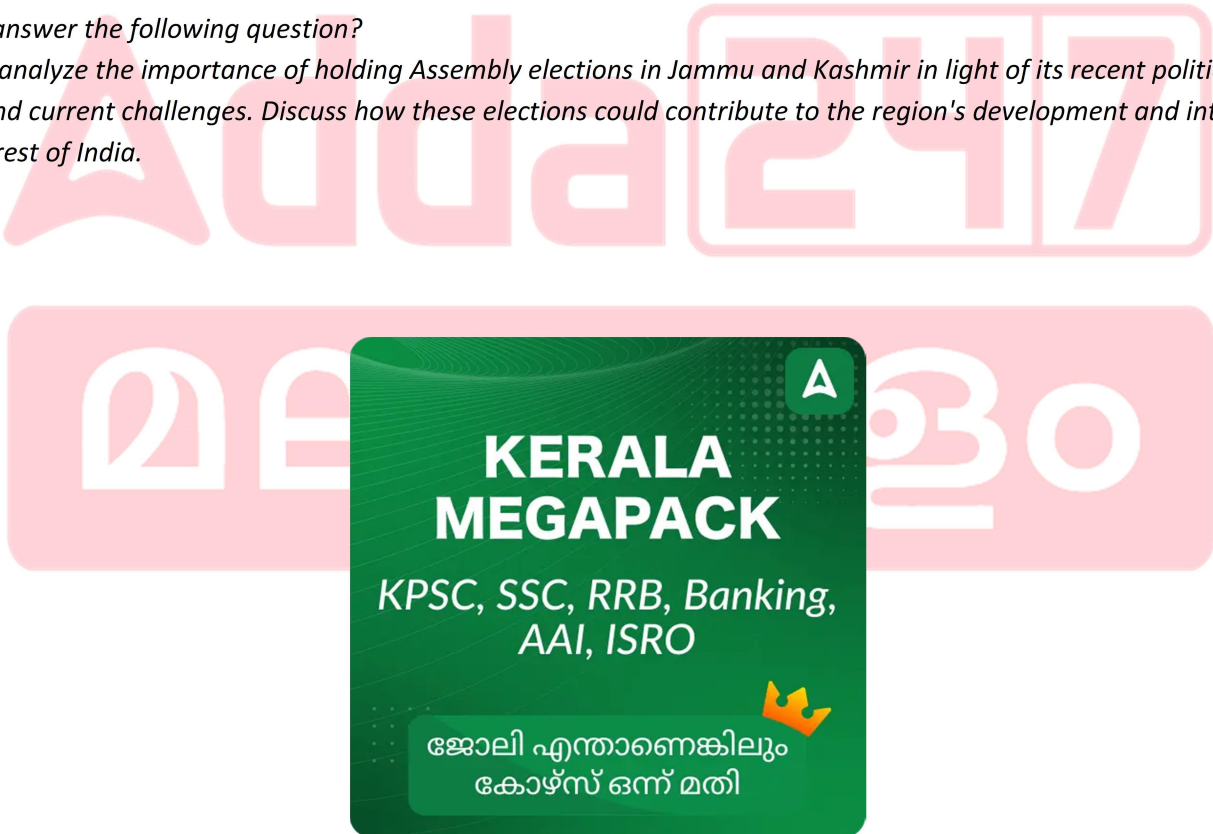 answer the following question?
analyze the importance of holding Assembly elections in Jammu and Kashmir in light of its recent politi
nd current challenges. Discuss how these elections could contribute to the region's development and int
rest of India.
Adda247
KERALA
MEGAPACK
KPSC, SSC, RRB, Banking,
AAI, ISRO
ജോലി എന്താണെങ്കിലും
കോഴ്സ് ഒന്ന് മതി